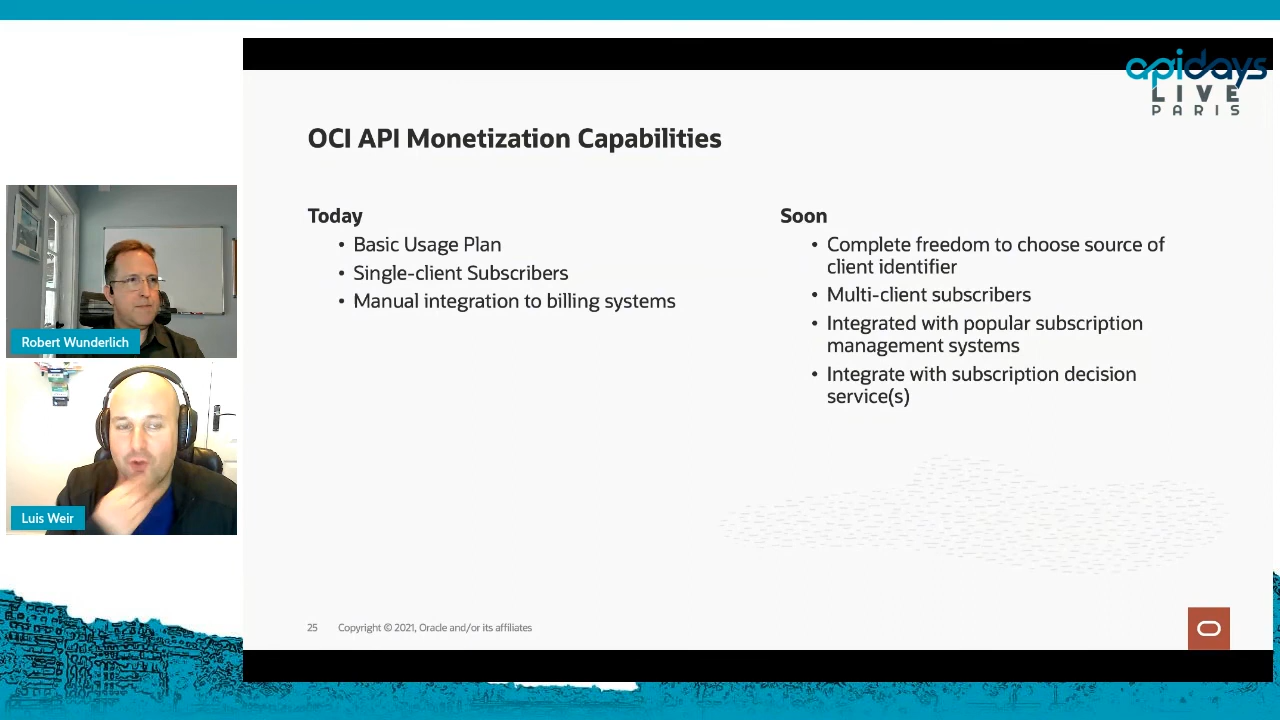 apidays
LIVE
PARIS
OCI API Monetization Capabilities
Today
• Basic Usage Plan
• Single-client Subscribers
• Manual integration to billing systems
Soon
• Complete freedom to choose source of
client identifier
• Multi-client subscribers
• Integrated with popular subscription
management systems
• Integrate with subscription decision
service(s)
Robert Wunderlich
Luis Weir
25 Copyright © 2021, Oracle and/or its affiliates